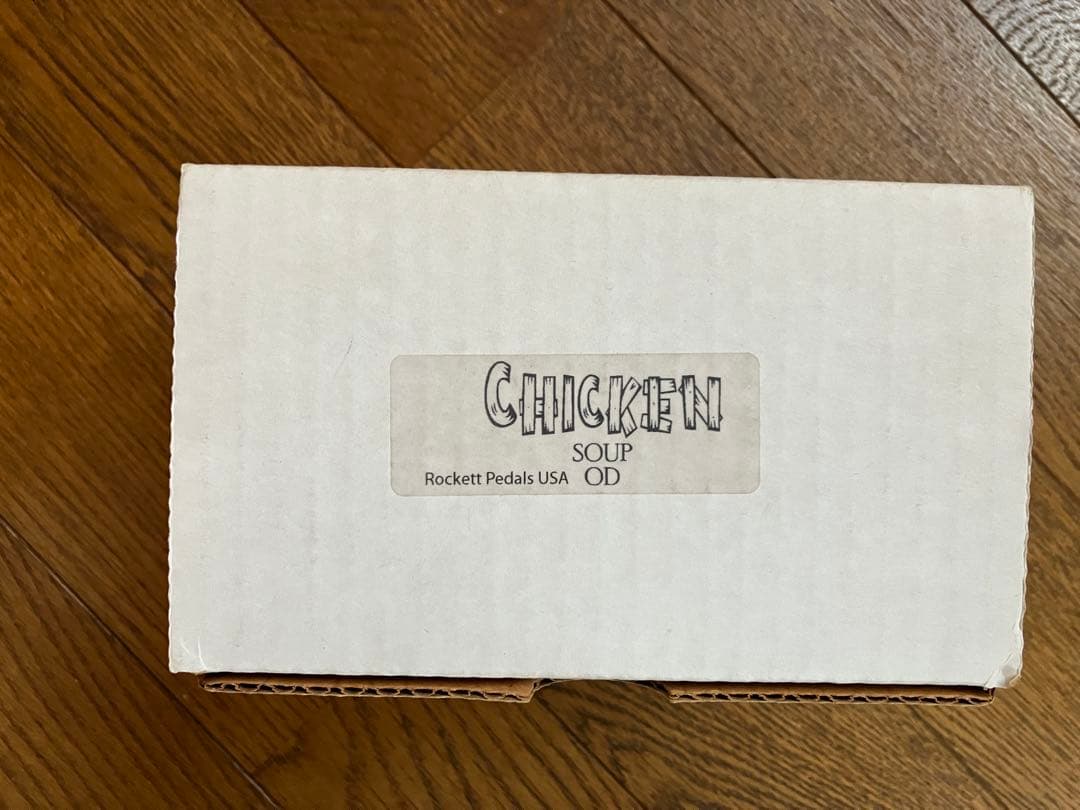 CHICKEN
SOUP
Rockett Pedals USA OD